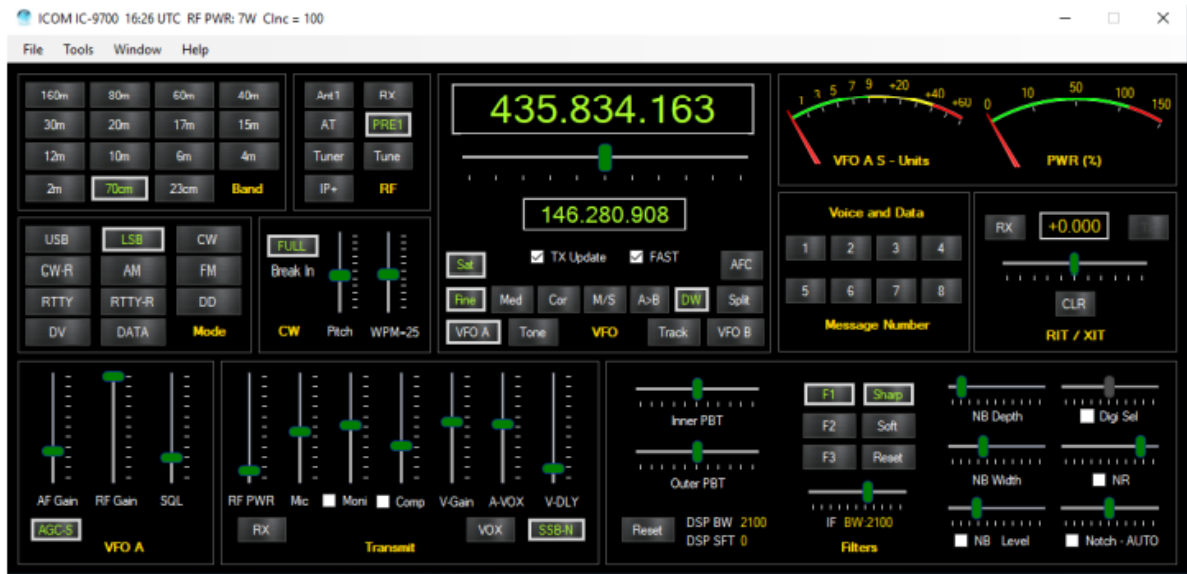 ICOM IC-9700 16:26 UTC RF PWR: 7W CInc = 100
File Tools Window Help
160m 80m 60m 40m
30m 20m 17m 15m
12m 10m 6m 4m
2m 70cm 23cm Band
Ant1 RX
AT PRE1
Tuner Tune
IP+ RF
435.834.163
146.280.908
TX Update FAST
Sat AFC
Fine Med Cor M/S A>B DW Split
VFO A Tone VFO Track VFO B
1 3 5 7 9 +20 +40 +60
VFO A S - Units
0 10 50 100 150
PWR (%)
USB LSB CW
CW-R AM FM
RTTY RTTY-R DD
DV DATA Mode
FULL
Break In
CW Pitch WPM=25
Voice and Data
1 2 3 4
5 6 7 8
Message Number
RX +0.000
CLR
RIT / XIT
AF Gain RF Gain SQL
AGC-S
VFO A
RF PWR Mic Moni Comp V-Gain A-VOX V-DLY
RX VOX SSB-N
Transmit
Inner PBT
Outer PBT
Reset DSP BW 2100
DSP SFT 0
F1 Sharp
F2 Soft
F3 Reset
IF BW:2100
Filters
NB Depth Digi Sel
NB Width NR
NB Level Notch - AUTO